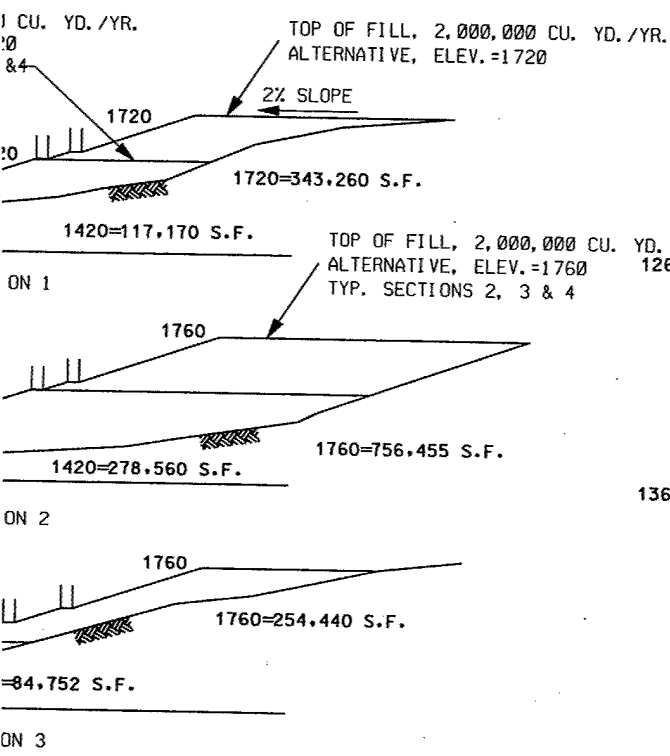 CU. YD./YR.
TOP OF FILL, 2,000,000 CU. YD./YR.
ALTERNATIVE, ELEV.=1720
&4
2% SLOPE
1720
20
1720=343,260 S.F.
1420=117,170 S.F.
TOP OF FILL, 2,000,000 CU. YD.
ALTERNATIVE, ELEV.=1760
126
TYP. SECTIONS 2, 3 & 4
ON 1
1760
1760=756,455 S.F.
1420=278,560 S.F.
136
ON 2
1760
1760=254,440 S.F.
=84,752 S.F.
ON 3